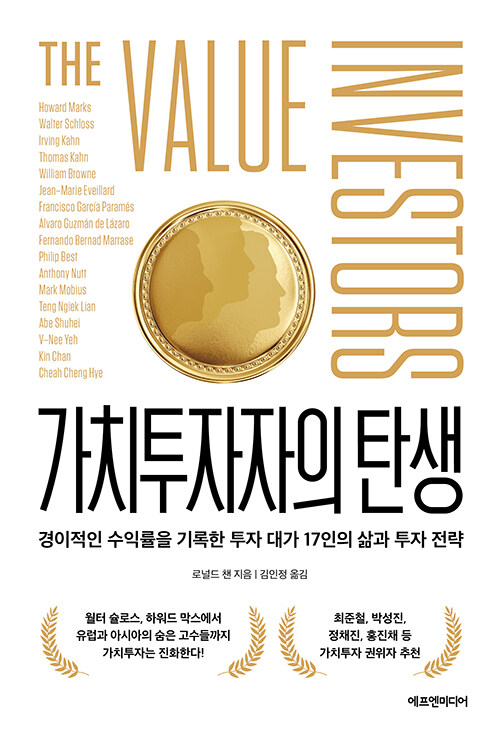 THE VALUE
INVESTORS
Howard Marks
Walter Schloss
Irving Kahn
Thomas Kahn
William Browne
Jean-Marie Eveillard
Francisco García Paramés
Alvaro Guzmán de Lázaro
Fernando Bernad Marrase
Philip Best
Anthony Nutt
Mark Mobius
Teng Ngiek Lian
Abe Shuhei
V-Nee Yeh
Kin Chan
Cheah Cheng Hye
가치투자자의 탄생
경이적인 수익률을 기록한 투자 대가 17인의 삶과 투자 전략
로널드 챈 지음 | 김인정 옮김
월터 슐로스, 하워드 막스에서
유럽과 아시아의 숨은 고수들까지
가치투자는 진화한다!
최준철, 박성진,
정채진, 홍진채 등
가치투자 권위자 추천
에프엔미디어